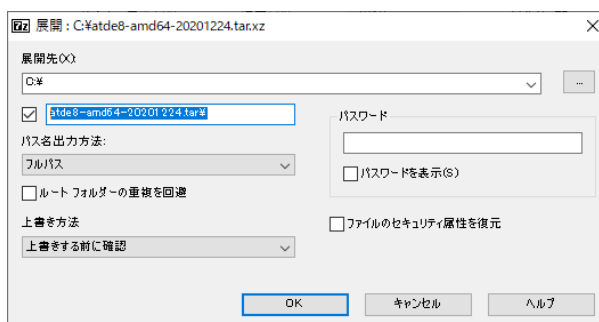 7z 展開 : C:¥atde8-amd64-20201224.tar.xz
展開先(X):
C:¥
...
atde8-amd64-20201224.tar¥
パス名出力方法:
フルパス
ルート フォルダーの重複を回避
上書き方法
上書きする前に確認
パスワード
パスワードを表示(S)
ファイルのセキュリティ属性を復元
OK
キャンセル
ヘルプ